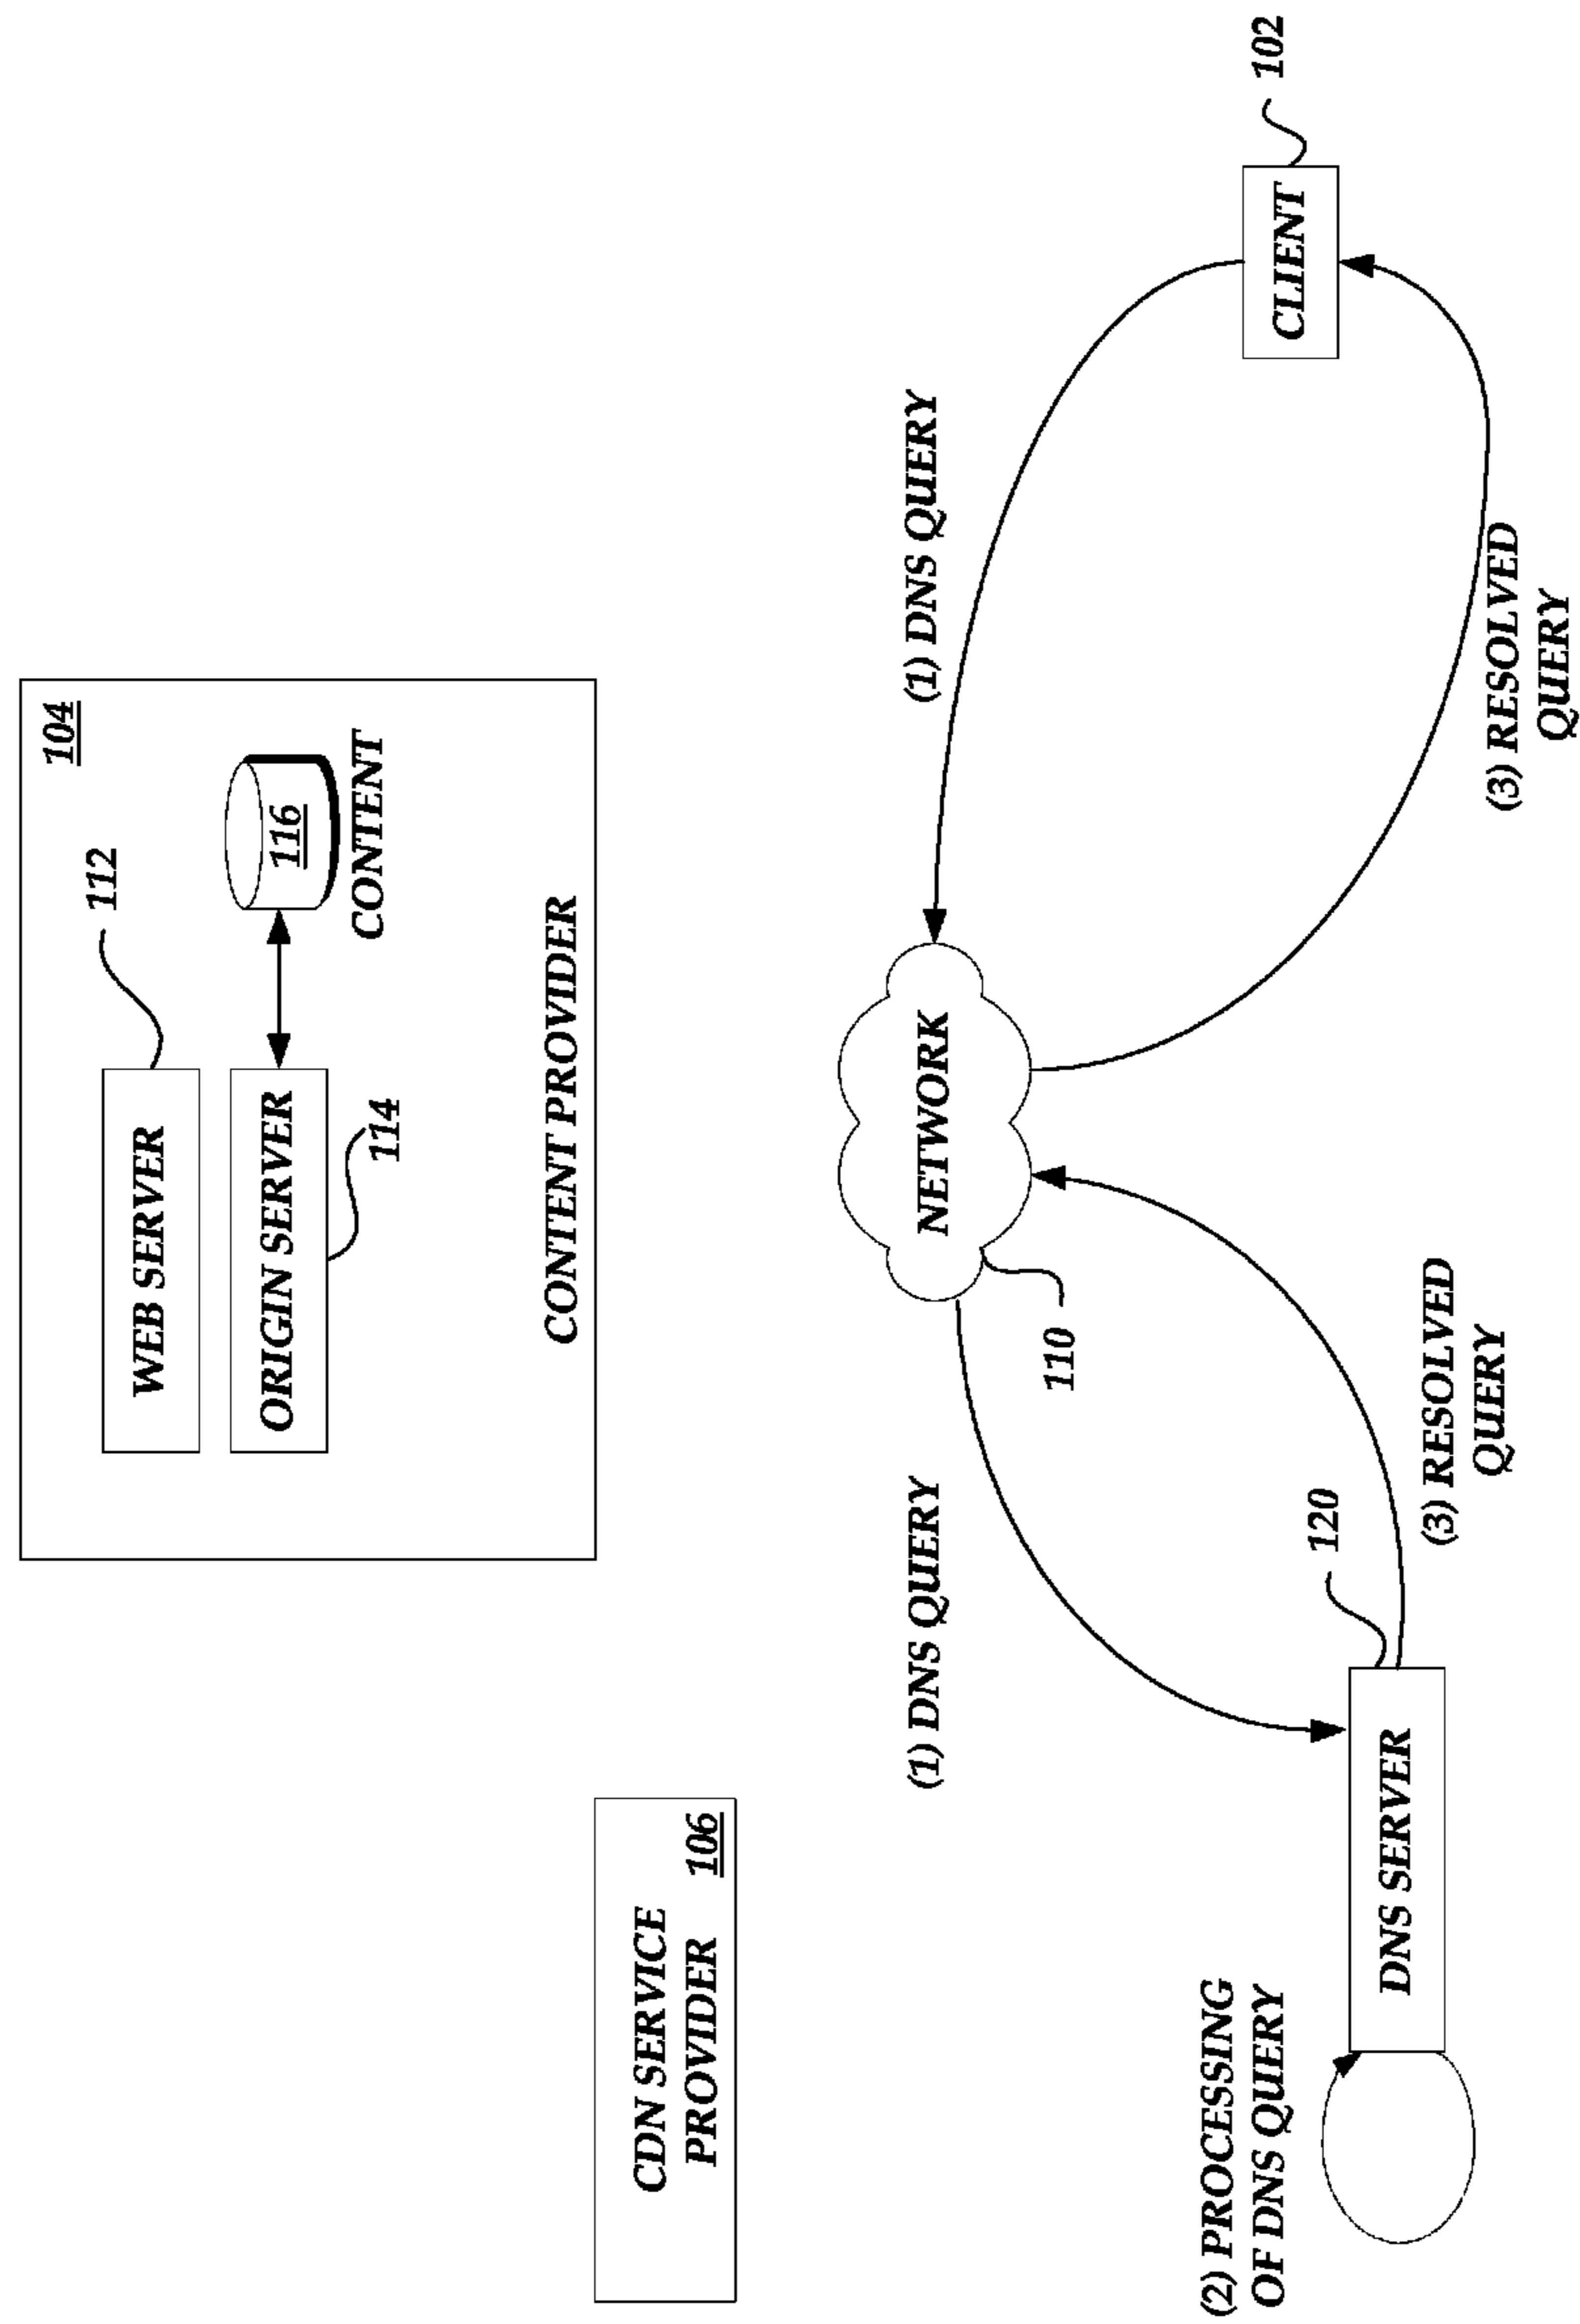 104
112
WEB SERVER
ORIGIN SERVER
116
CONTENT
114
CONTENT PROVIDER
CDN SERVICE
PROVIDER
106
(1) DNS QUERY
(1) DNS QUERY
NETWORK
110
CLIENT
102
(2) PROCESSING
OF DNS QUERY
120
DNS SERVER
(3) RESOLVED
QUERY
(3) RESOLVED
QUERY